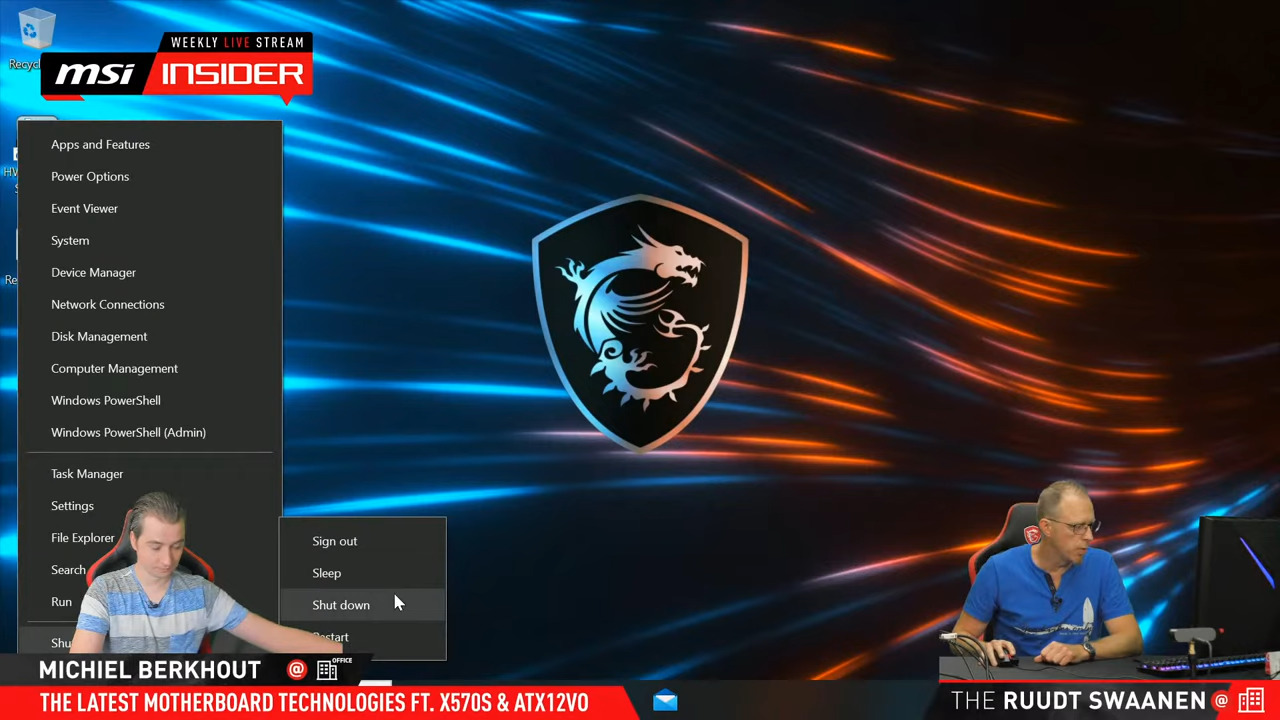 WEEKLY LIVE STREAM
msi INSIDER
Apps and Features
Power Options
Event Viewer
System
Device Manager
Network Connections
Disk Management
Computer Management
Windows PowerShell
Windows PowerShell (Admin)
Task Manager
Settings
File Explorer
Search
Run
Sign out
Sleep
Shut down
MICHIEL BERKHOUT @ OFFICE
THE LATEST MOTHERBOARD TECHNOLOGIES FT. X570S & ATX12VO
THE RUUDT SWAANEN @